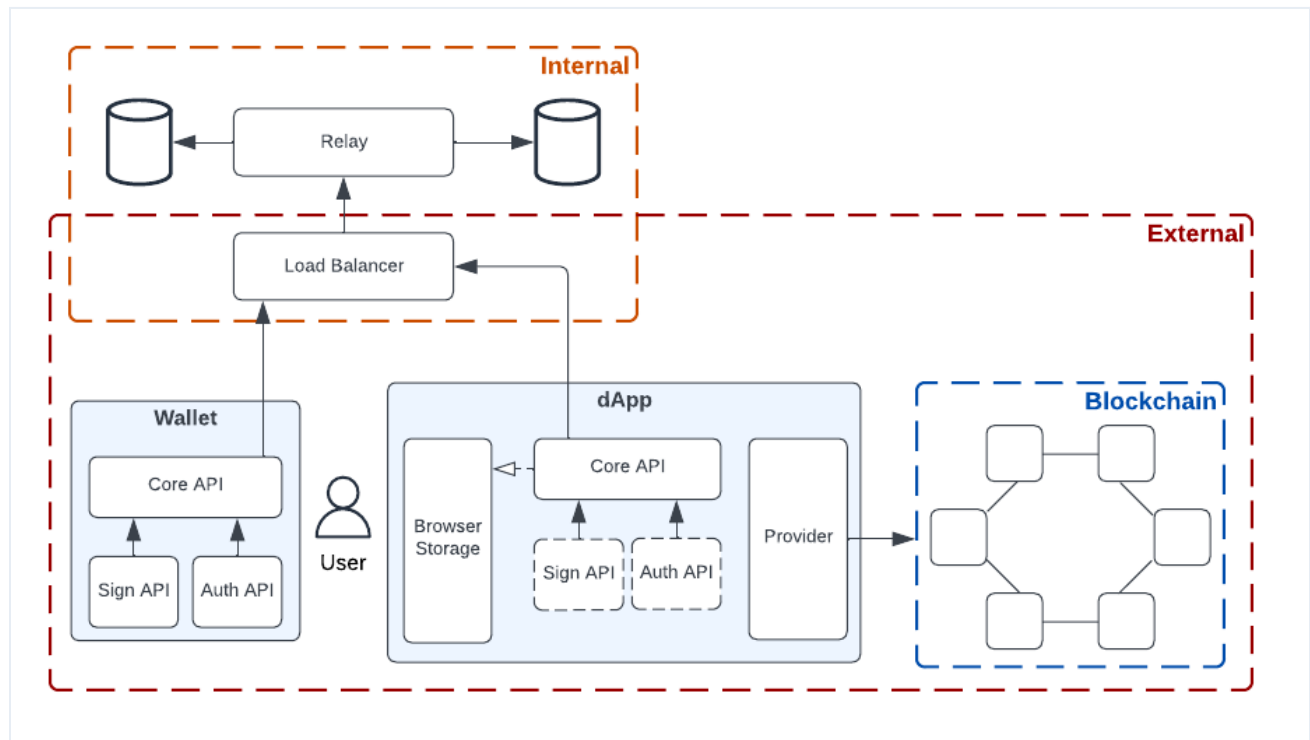 Internal
Relay
External
Load Balancer
Wallet
dApp
Blockchain
Core API
Core API
Browser
Storage
Provider
Sign API
Auth API
User
Sign API
Auth API